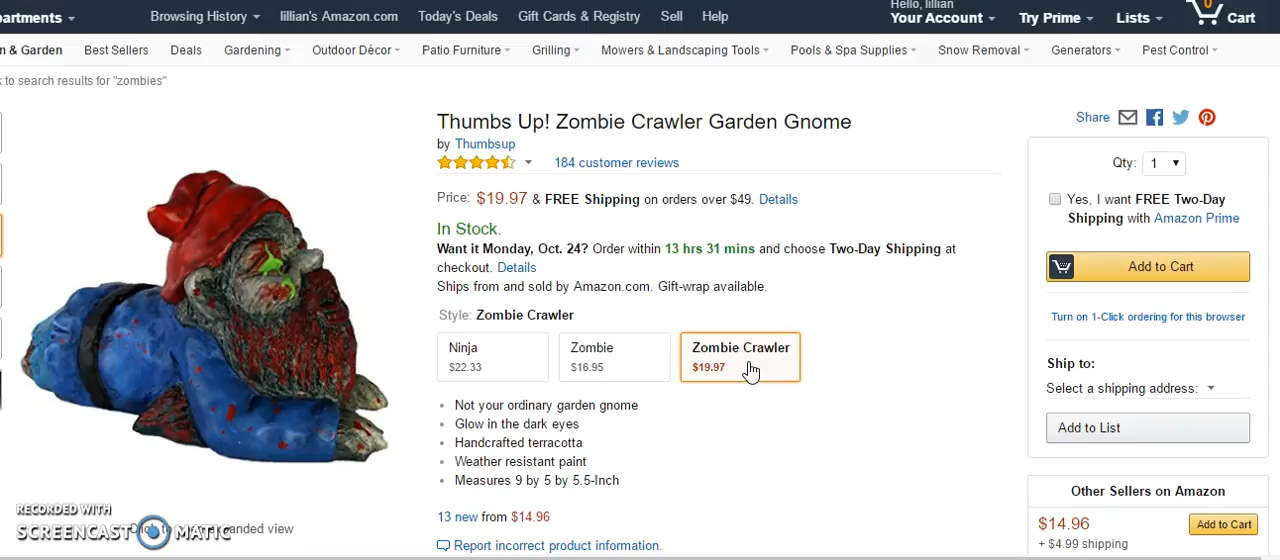 partments
Browsing History
lillian's Amazon.com
Today's Deals
Gift Cards & Registry
Sell
Help
Hello, lillian
Your Account
Try Prime
Lists
0
Cart
n & Garden
Best Sellers
Deals
Gardening
Outdoor Décor
Patio Furniture
Grilling
Mowers & Landscaping Tools
Pools & Spa Supplies
Snow Removal
Generators
Pest Control
k to search results for "zombies"
Thumbs Up! Zombie Crawler Garden Gnome
by Thumbsup
184 customer reviews
Price: $19.97 & FREE Shipping on orders over $49. Details
In Stock.
Want it Monday, Oct. 24? Order within 13 hrs 31 mins and choose Two-Day Shipping at
checkout. Details
Ships from and sold by Amazon.com. Gift-wrap available.
Style: Zombie Crawler
Ninja
$22.33
Zombie
$16.95
Zombie Crawler
$19.97
Not your ordinary garden gnome
Glow in the dark eyes
Handcrafted terracotta
Weather resistant paint
Measures 9 by 5 by 5.5-Inch
13 new from $14.96
Report incorrect product information.
Share
Qty: 1
Yes, I want FREE Two-Day
Shipping with Amazon Prime
Add to Cart
Turn on 1-Click ordering for this browser
Ship to:
Select a shipping address:
Add to List
Other Sellers on Amazon
$14.96
Add to Cart
+ $4.99 shipping
RECORDED WITH
SCREENCAST MATIC
Click to expanded view